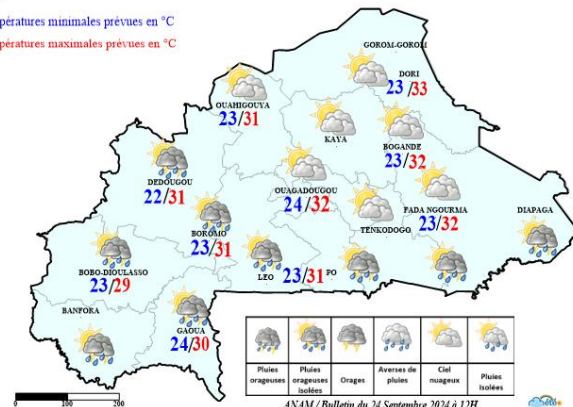 pératures minimales prévues en °C
pératures maximales prévues en °C
GOROM-GOROM
DORI
23/33
OUAHIGOUYA
23/31
KAYA
BOGANDE
23/32
DEDOUGOU
22/31
OUAGADOUGOU
24/32
FADA NGOURMA
23/32
DIAPAGA
TENKODOGO
BOROMO
23/31
BOBO-DIOULASSO
23/29
LEO
23/31
PO
BANFORA
GAOUA
24/30
Pluies orageuses
Pluies orageuses isolées
Orages
Averses de pluies
Ciel nuageux
Pluies isolées
0 100 200
ANAM / Bulletin du 24 Septembre 2024 à 12H